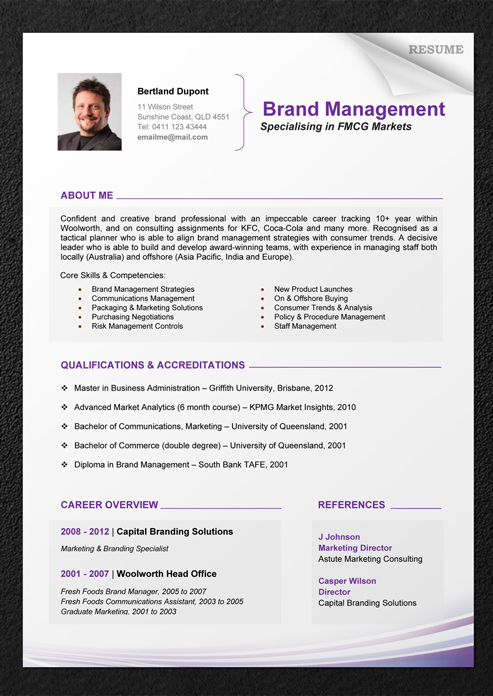 RESUME
Bertland Dupont
11 Wilson Street
Sunshine Coast, QLD 4551
Tel: 0411 123 43444
emailme@mail.com
Brand Management
Specialising in FMCG Markets
ABOUT ME
Confident and creative brand professional with an impeccable career tracking 10+ year within
Woolworth, and on consulting assignments for KFC, Coca-Cola and many more. Recognised as a
tactical planner who is able to align brand management strategies with consumer trends. A decisive
leader who is able to build and develop award-winning teams, with experience in managing staff both
locally (Australia) and offshore (Asia Pacific, India and Europe).
Core Skills & Competencies:
• Brand Management Strategies
• Communications Management
• Packaging & Marketing Solutions
• Purchasing Negotiations
• Risk Management Controls
• New Product Launches
• On & Offshore Buying
• Consumer Trends & Analysis
• Policy & Procedure Management
• Staff Management
QUALIFICATIONS & ACCREDITATIONS
❖ Master in Business Administration – Griffith University, Brisbane, 2012
❖ Advanced Market Analytics (6 month course) – KPMG Market Insights, 2010
❖ Bachelor of Communications, Marketing – University of Queensland, 2001
❖ Bachelor of Commerce (double degree) – University of Queensland, 2001
❖ Diploma in Brand Management – South Bank TAFE, 2001
CAREER OVERVIEW
2008 - 2012 | Capital Branding Solutions
Marketing & Branding Specialist
2001 - 2007 | Woolworth Head Office
Fresh Foods Brand Manager, 2005 to 2007
Fresh Foods Communications Assistant, 2003 to 2005
Graduate Marketing, 2001 to 2003
REFERENCES
J Johnson
Marketing Director
Astute Marketing Consulting
Casper Wilson
Director
Capital Branding Solutions